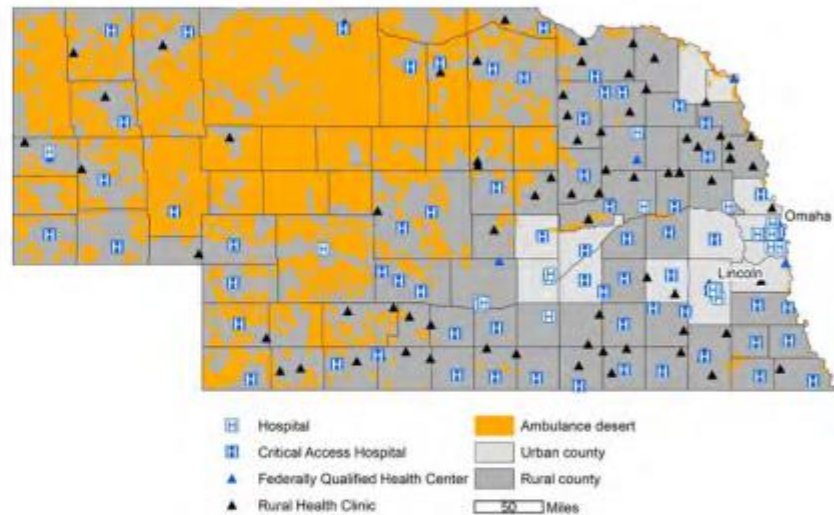 Omaha
Lincoln
Hospital
Critical Access Hospital
Federally Qualified Health Center
Rural Health Clinic
Ambulance desert
Urban county
Rural county
50 Miles